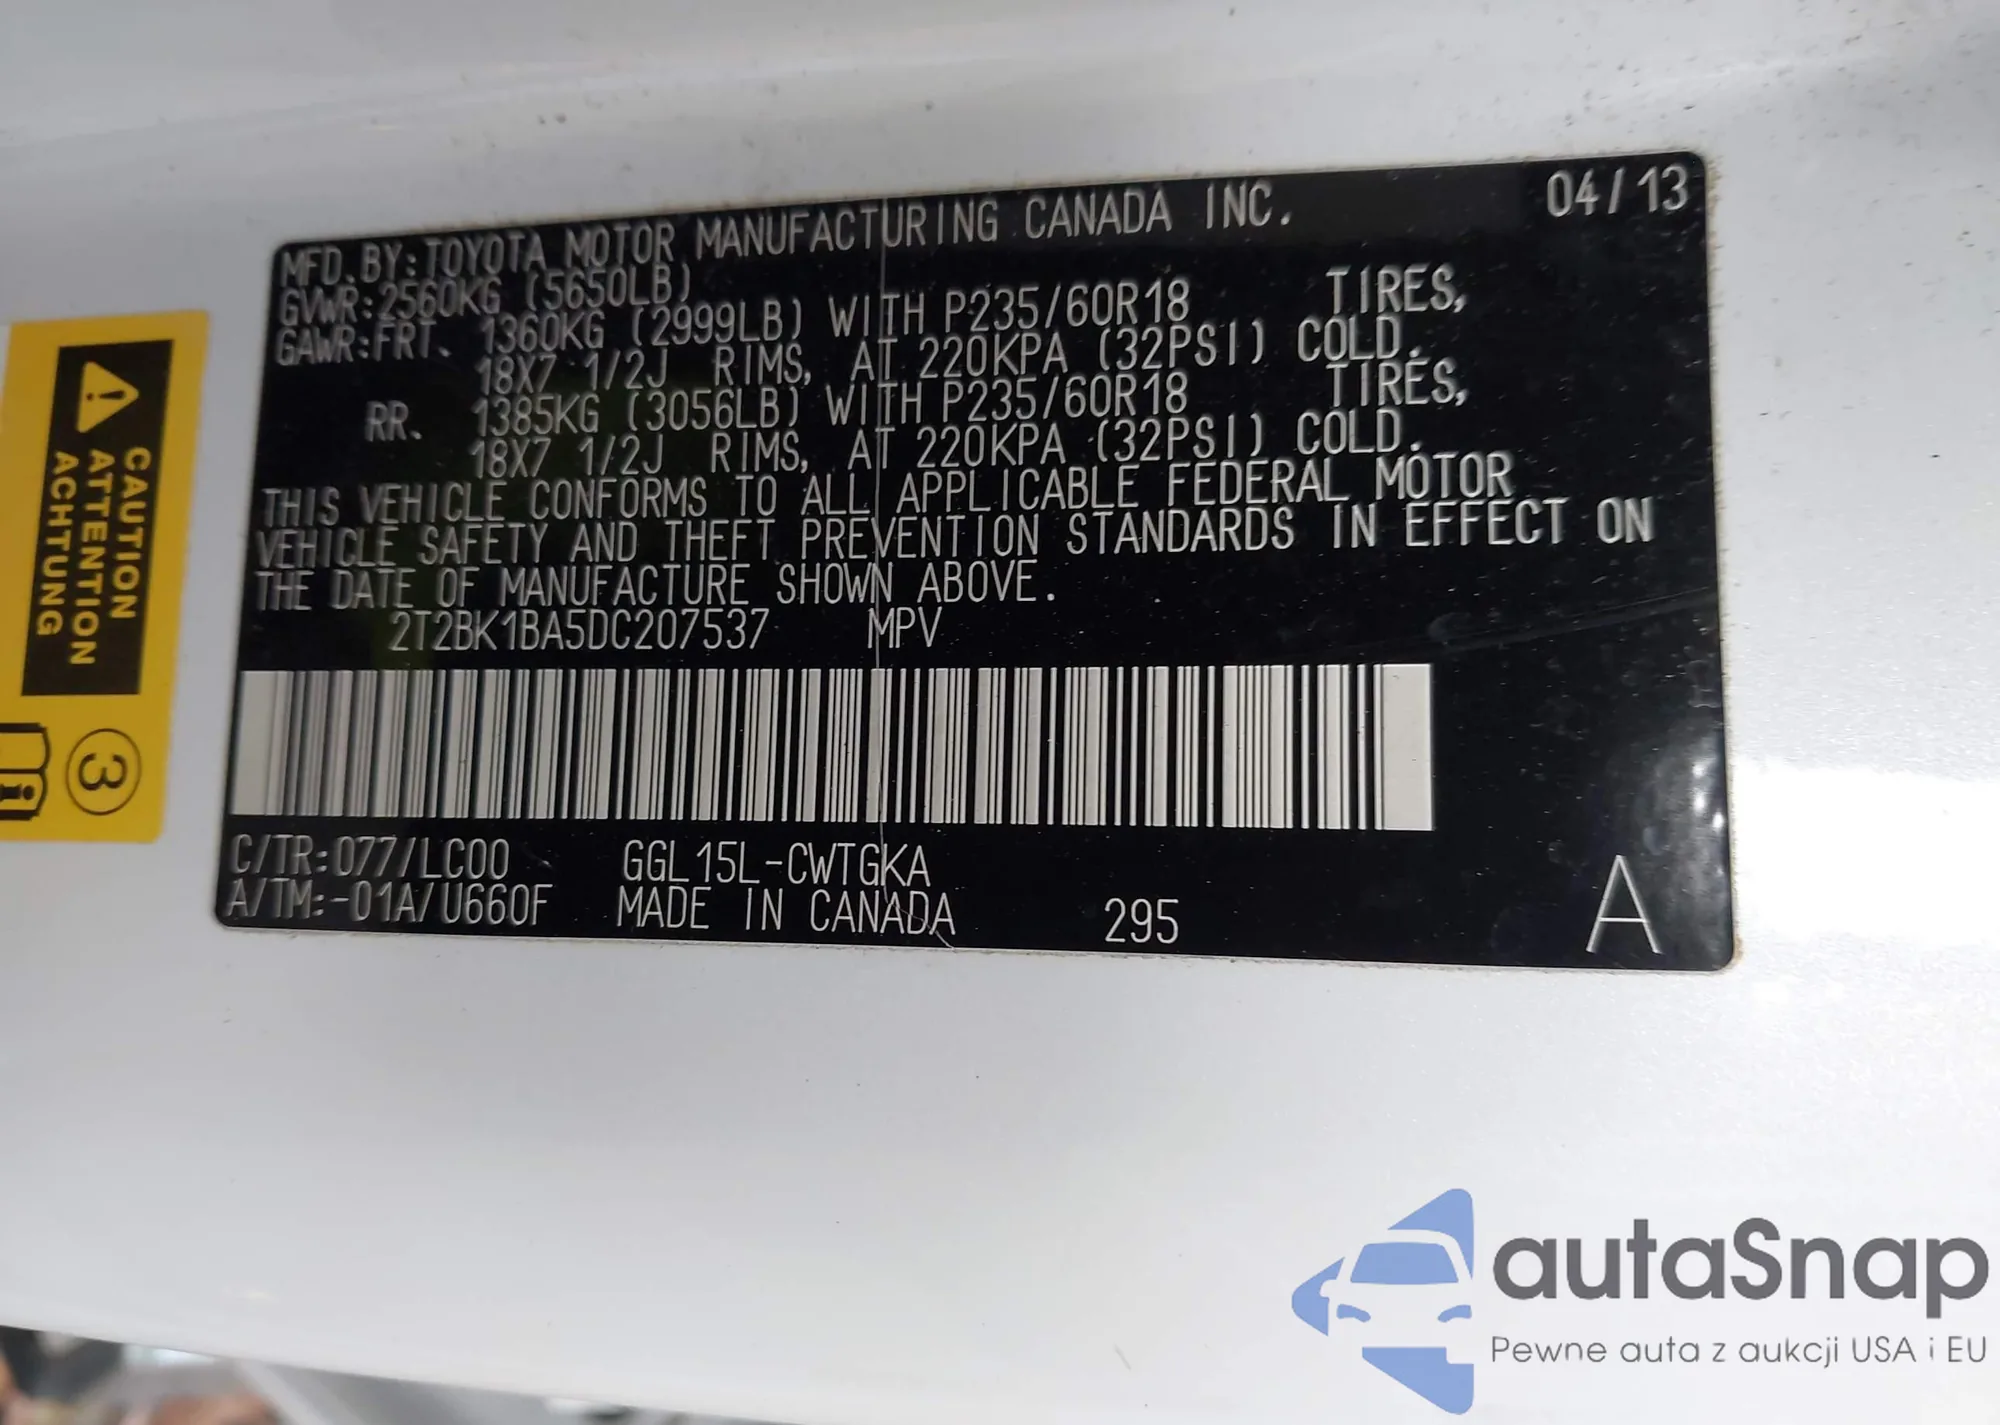 MFD.BY:TOYOTA MOTOR MANUFACTURING CANADA INC. 04/13
GVWR:2560KG (5650LB)
GAWR:FRT. 1360KG (2999LB) WITH P235/60R18 TIRES,
18X7 1/2J RIMS, AT 220KPA (32PSI) COLD.
RR. 1385KG (3056LB) WITH P235/60R18 TIRES,
18X7 1/2J RIMS, AT 220KPA (32PSI) COLD.
THIS VEHICLE CONFORMS TO ALL APPLICABLE FEDERAL MOTOR
VEHICLE SAFETY AND THEFT PREVENTION STANDARDS IN EFFECT ON
THE DATE OF MANUFACTURE SHOWN ABOVE.
2T2BK1BA5DC207537 MPV
C/TR:077/LC00 GGL15L-CWTGKA
A/TM:-01A/U660F MADE IN CANADA 295 A
CAUTION
ATTENTION
ACHTUNG
3
autaSnap
Pewne auta z aukcji USA i EU